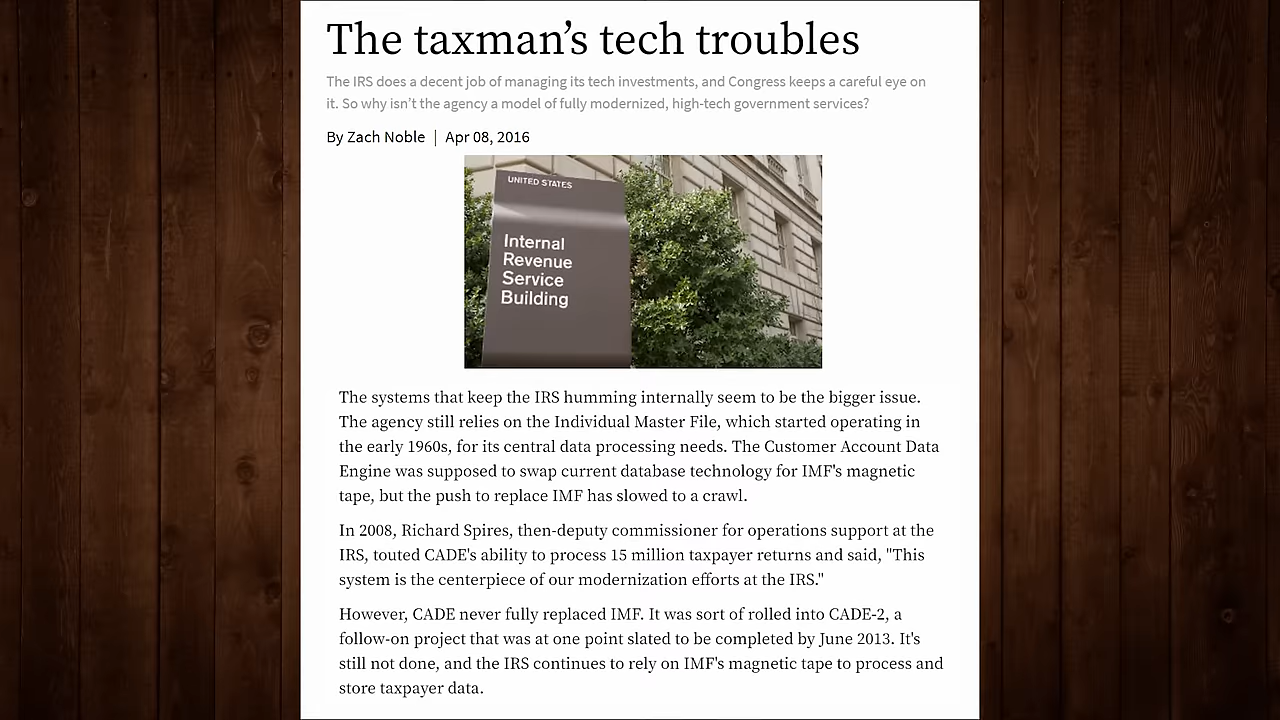 The taxman’s tech troubles
The IRS does a decent job of managing its tech investments, and Congress keeps a careful eye on
it. So why isn’t the agency a model of fully modernized, high-tech government services?
By Zach Noble | Apr 08, 2016
UNITED STATES
Internal
Revenue
Service
Building
The systems that keep the IRS humming internally seem to be the bigger issue.
The agency still relies on the Individual Master File, which started operating in
the early 1960s, for its central data processing needs. The Customer Account Data
Engine was supposed to swap current database technology for IMF's magnetic
tape, but the push to replace IMF has slowed to a crawl.
In 2008, Richard Spires, then-deputy commissioner for operations support at the
IRS, touted CADE's ability to process 15 million taxpayer returns and said, "This
system is the centerpiece of our modernization efforts at the IRS."
However, CADE never fully replaced IMF. It was sort of rolled into CADE-2, a
follow-on project that was at one point slated to be completed by June 2013. It's
still not done, and the IRS continues to rely on IMF's magnetic tape to process and
store taxpayer data.